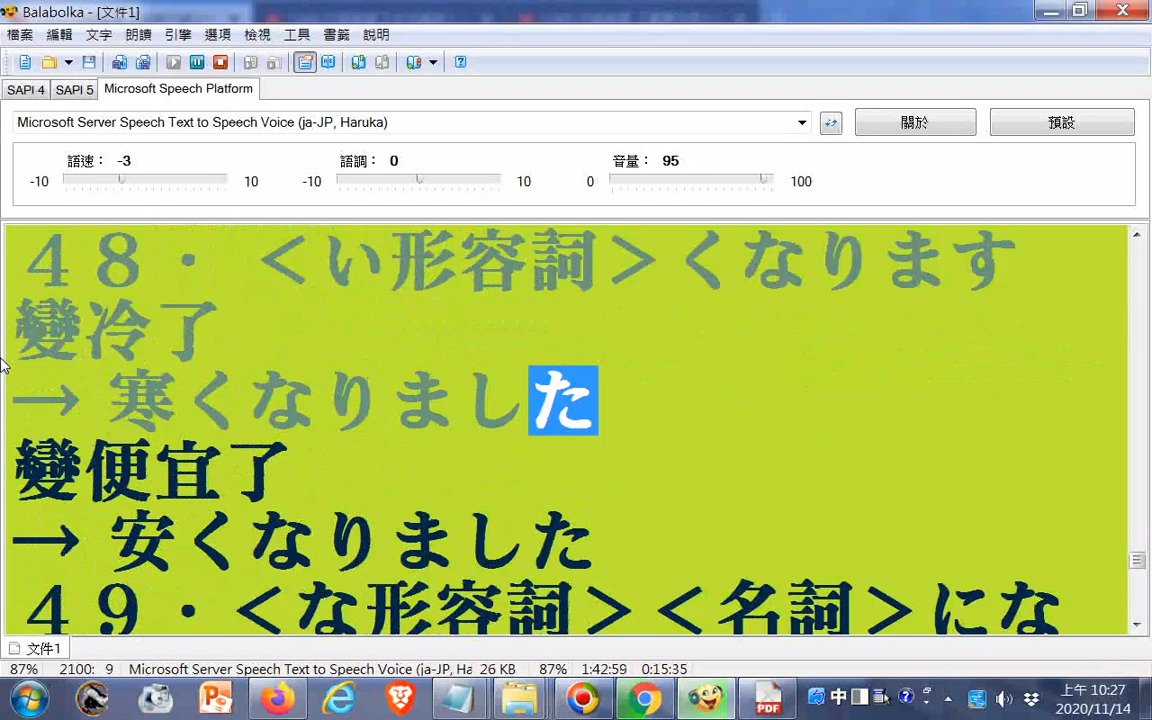 Balabolka - [文件1]
檔案 編輯 文字 朗讀 引擎 選項 檢視 工具 書籤 說明
SAPI 4 SAPI 5 Microsoft Speech Platform
Microsoft Server Speech Text to Speech Voice (ja-JP, Haruka) 關於 預設
語速： -3 語調： 0 音量： 95
-10 10 -10 10 0 100
４８・ ＜い形容詞＞くなります
變冷了
→ 寒くなりました
變便宜了
→ 安くなりました
４９・＜な形容詞＞＜名詞＞にな
文件1
87% 2100: 9 Microsoft Server Speech Text to Speech Voice (ja-JP, Ha 26 KB 87% 1:42:59 0:15:35
PDF 中 上午 10:27
2020/11/14